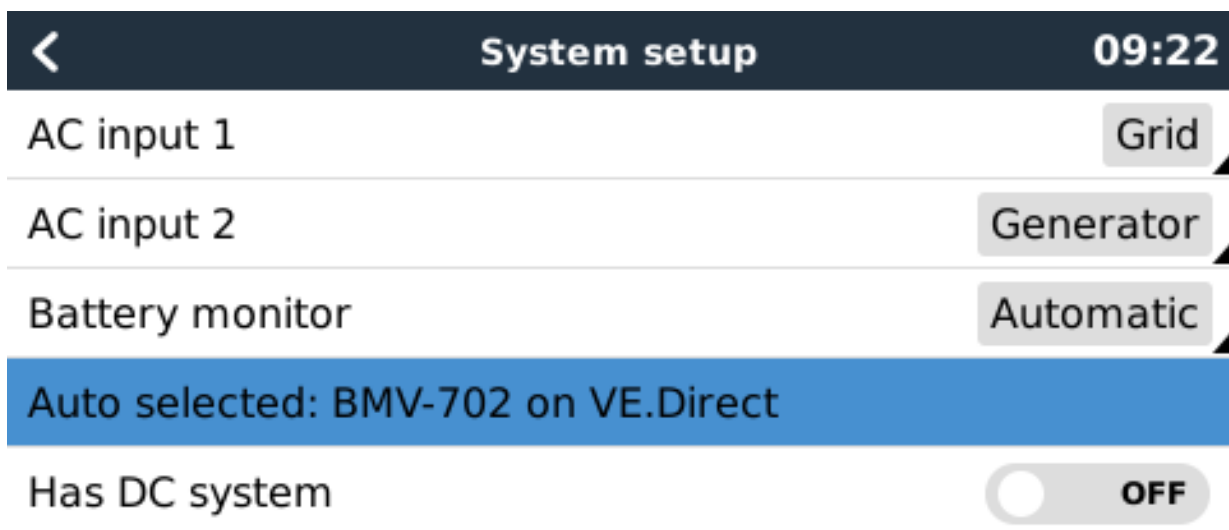 System setup 09:22
AC input 1 Grid
AC input 2 Generator
Battery monitor Automatic
Auto selected: BMV-702 on VE.Direct
Has DC system OFF